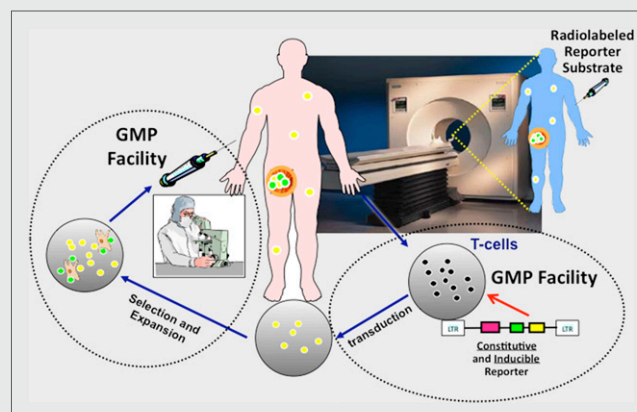 Radiolabeled
Reporter
Substrate
GMP
Facility
T-cells
GMP Facility
Selection and
Expansion
transduction
LTR
LTR
Constitutive
and Inducible
Reporter